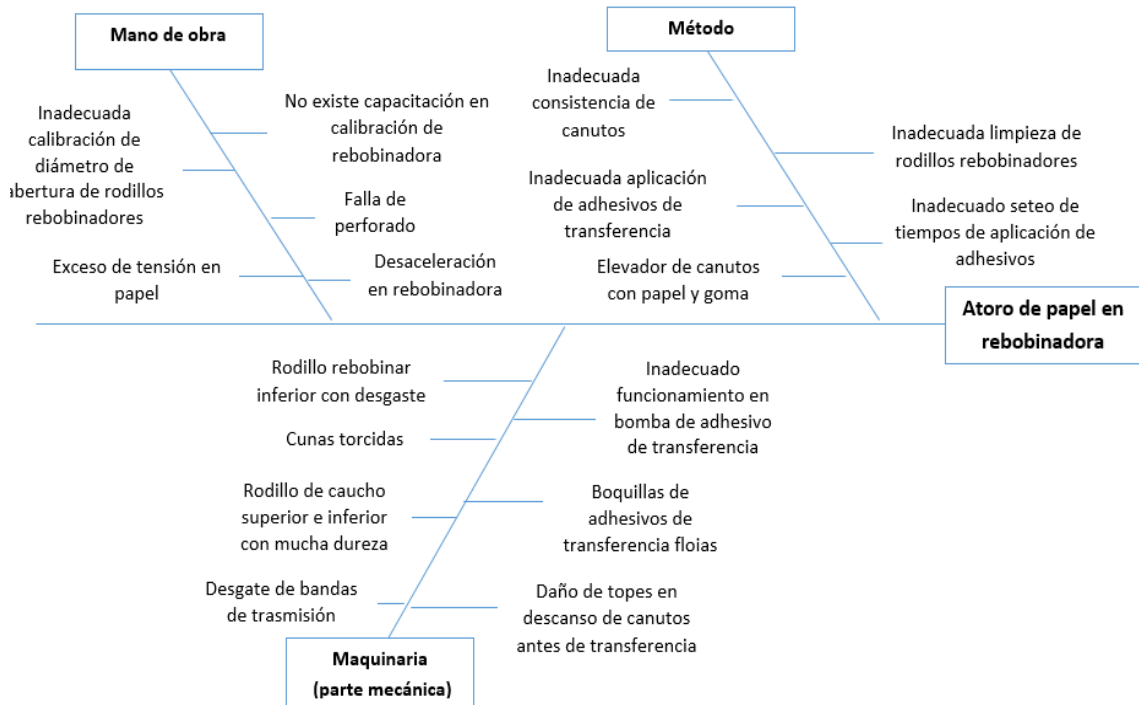 Mano de obra
Inadecuada
calibración de
diámetro de
abertura de rodillos
rebobinadores
No existe capacitación en
calibración de
rebobinadora
Falla de
perforado
Exceso de tensión en
papel
Desaceleración
en rebobinadora
Método
Inadecuada
consistencia de
canutos
Inadecuada aplicación
de adhesivos de
transferencia
Elevador de canutos
con papel y goma
Inadecuada limpieza de
rodillos rebobinadores
Inadecuado seteo de
tiempos de aplicación de
adhesivos
Atoro de papel en
rebobinadora
Rodillo rebobinar
inferior con desgaste
Cunas torcidas
Rodillo de caucho
superior e inferior
con mucha dureza
Desgate de bandas
de trasmisión
Inadecuado
funcionamiento en
bomba de adhesivo
de transferencia
Boquillas de
adhesivos de
transferencia floias
Daño de topes en
descanso de canutos
antes de transferencia
Maquinaria
(parte mecánica)